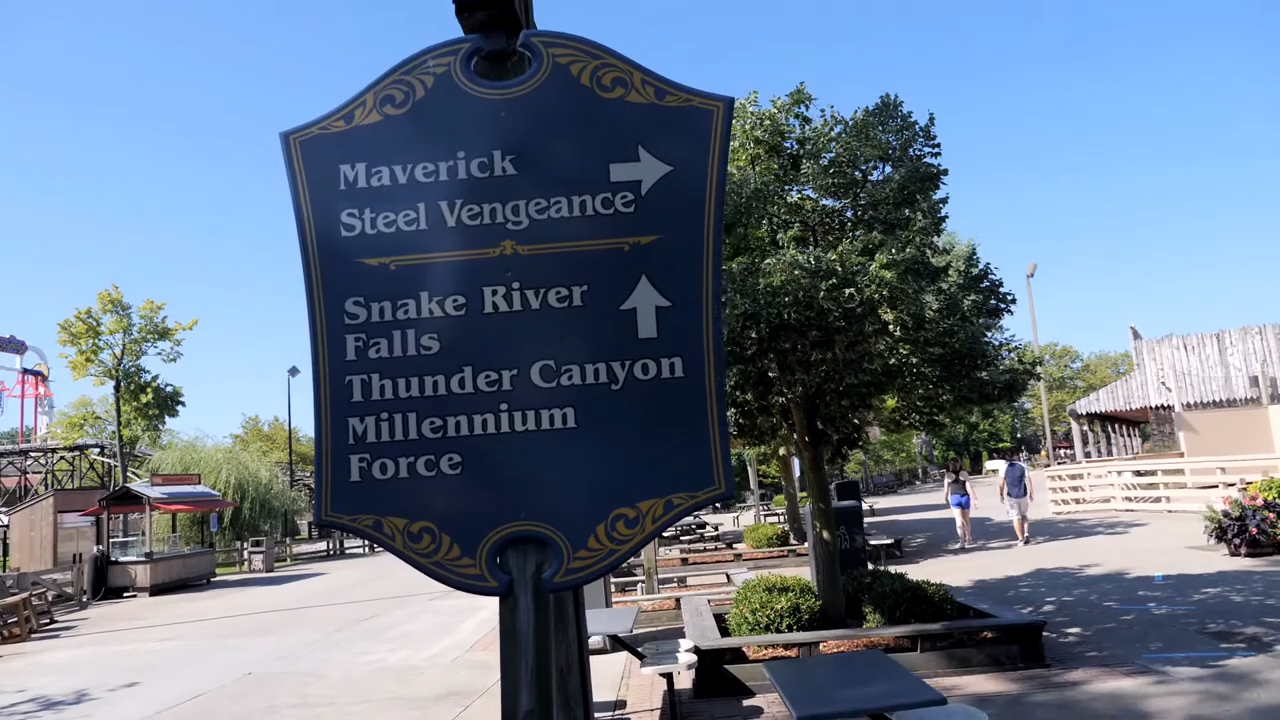 Maverick
Steel Vengeance
Snake River
Falls
Thunder Canyon
Millennium
Force